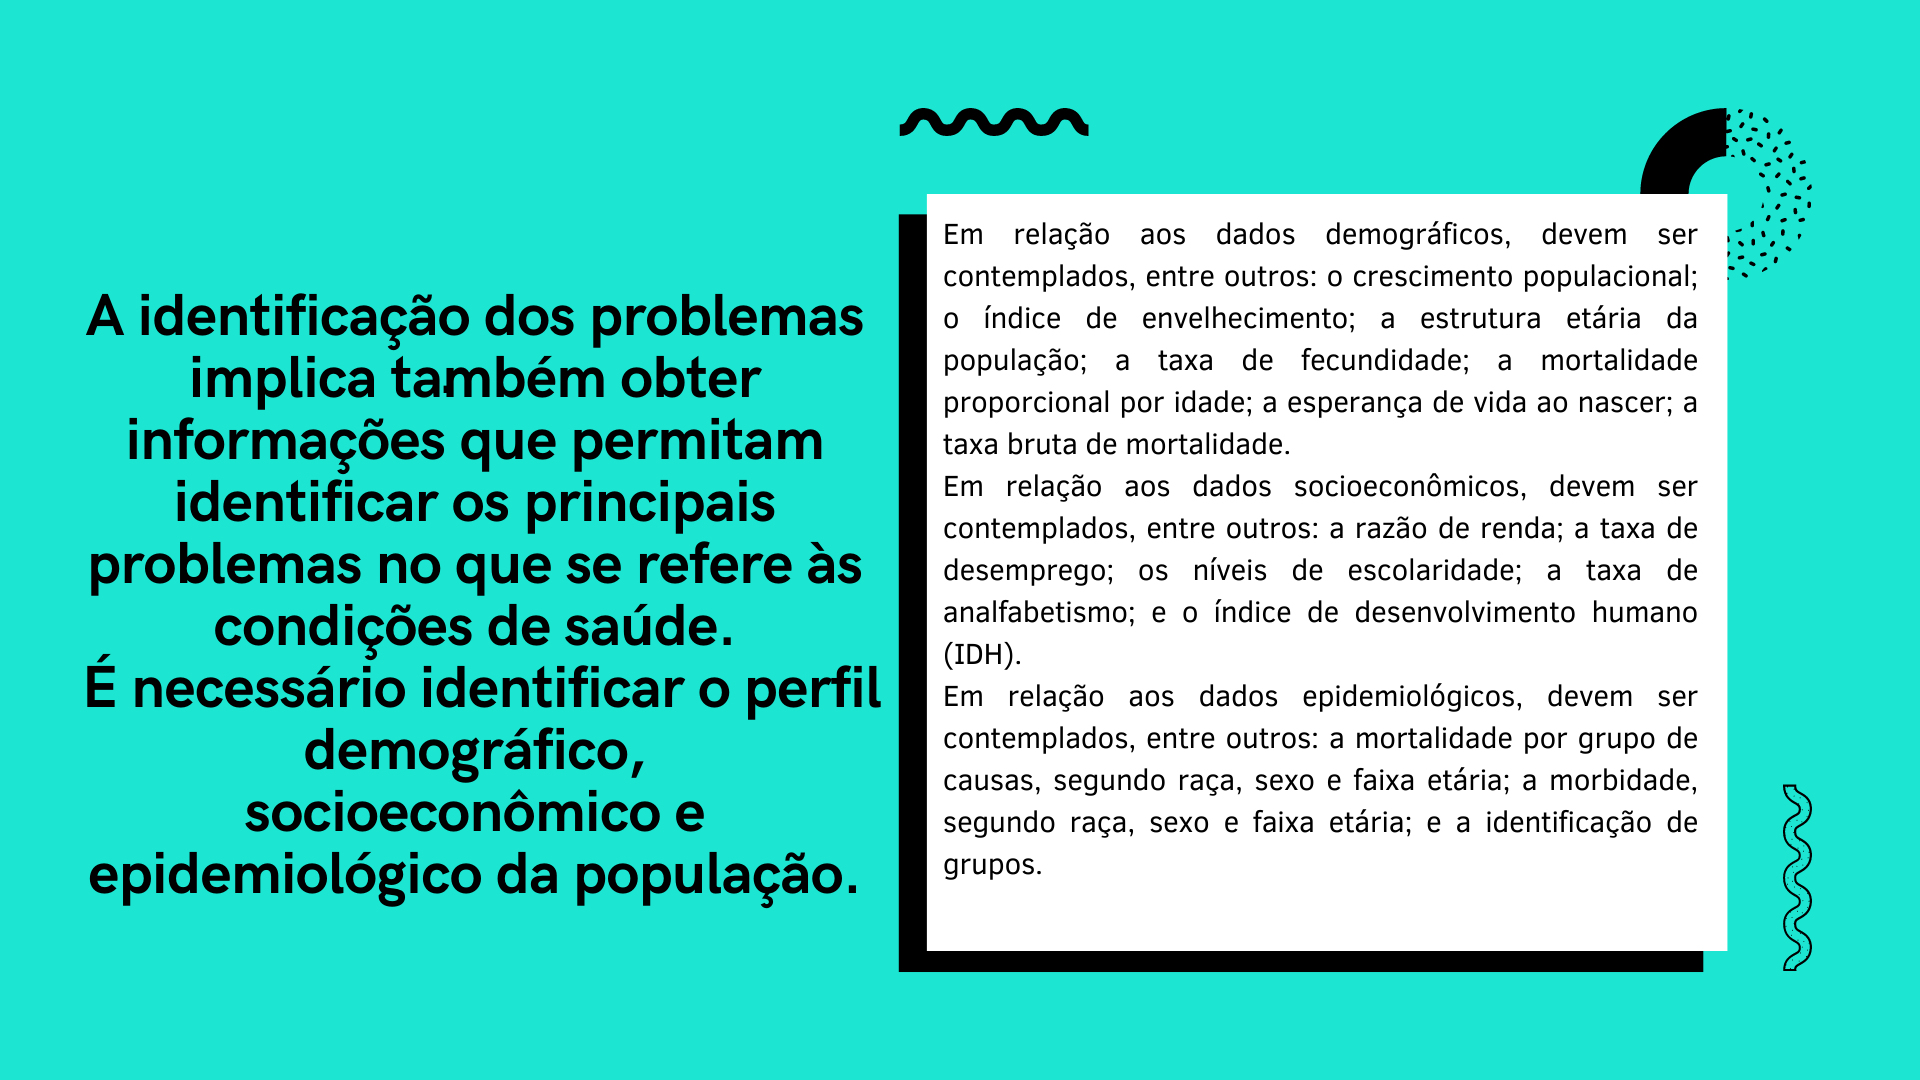 A identificação dos problemas
implica também obter
informações que permitam
identificar os principais
problemas no que se refere às
condições de saúde.
É necessário identificar o perfil
demográfico,
socioeconômico e
epidemiológico da população.
Em relação aos dados demográficos, devem ser
contemplados, entre outros: o crescimento populacional;
o índice de envelhecimento; a estrutura etária da
população; a taxa de fecundidade; a mortalidade
proporcional por idade; a esperança de vida ao nascer; a
taxa bruta de mortalidade.
Em relação aos dados socioeconômicos, devem ser
contemplados, entre outros: a razão de renda; a taxa de
desemprego; os níveis de escolaridade; a taxa de
analfabetismo; e o índice de desenvolvimento humano
(IDH).
Em relação aos dados epidemiológicos, devem ser
contemplados, entre outros: a mortalidade por grupo de
causas, segundo raça, sexo e faixa etária; a morbidade,
segundo raça, sexo e faixa etária; e a identificação de
grupos.